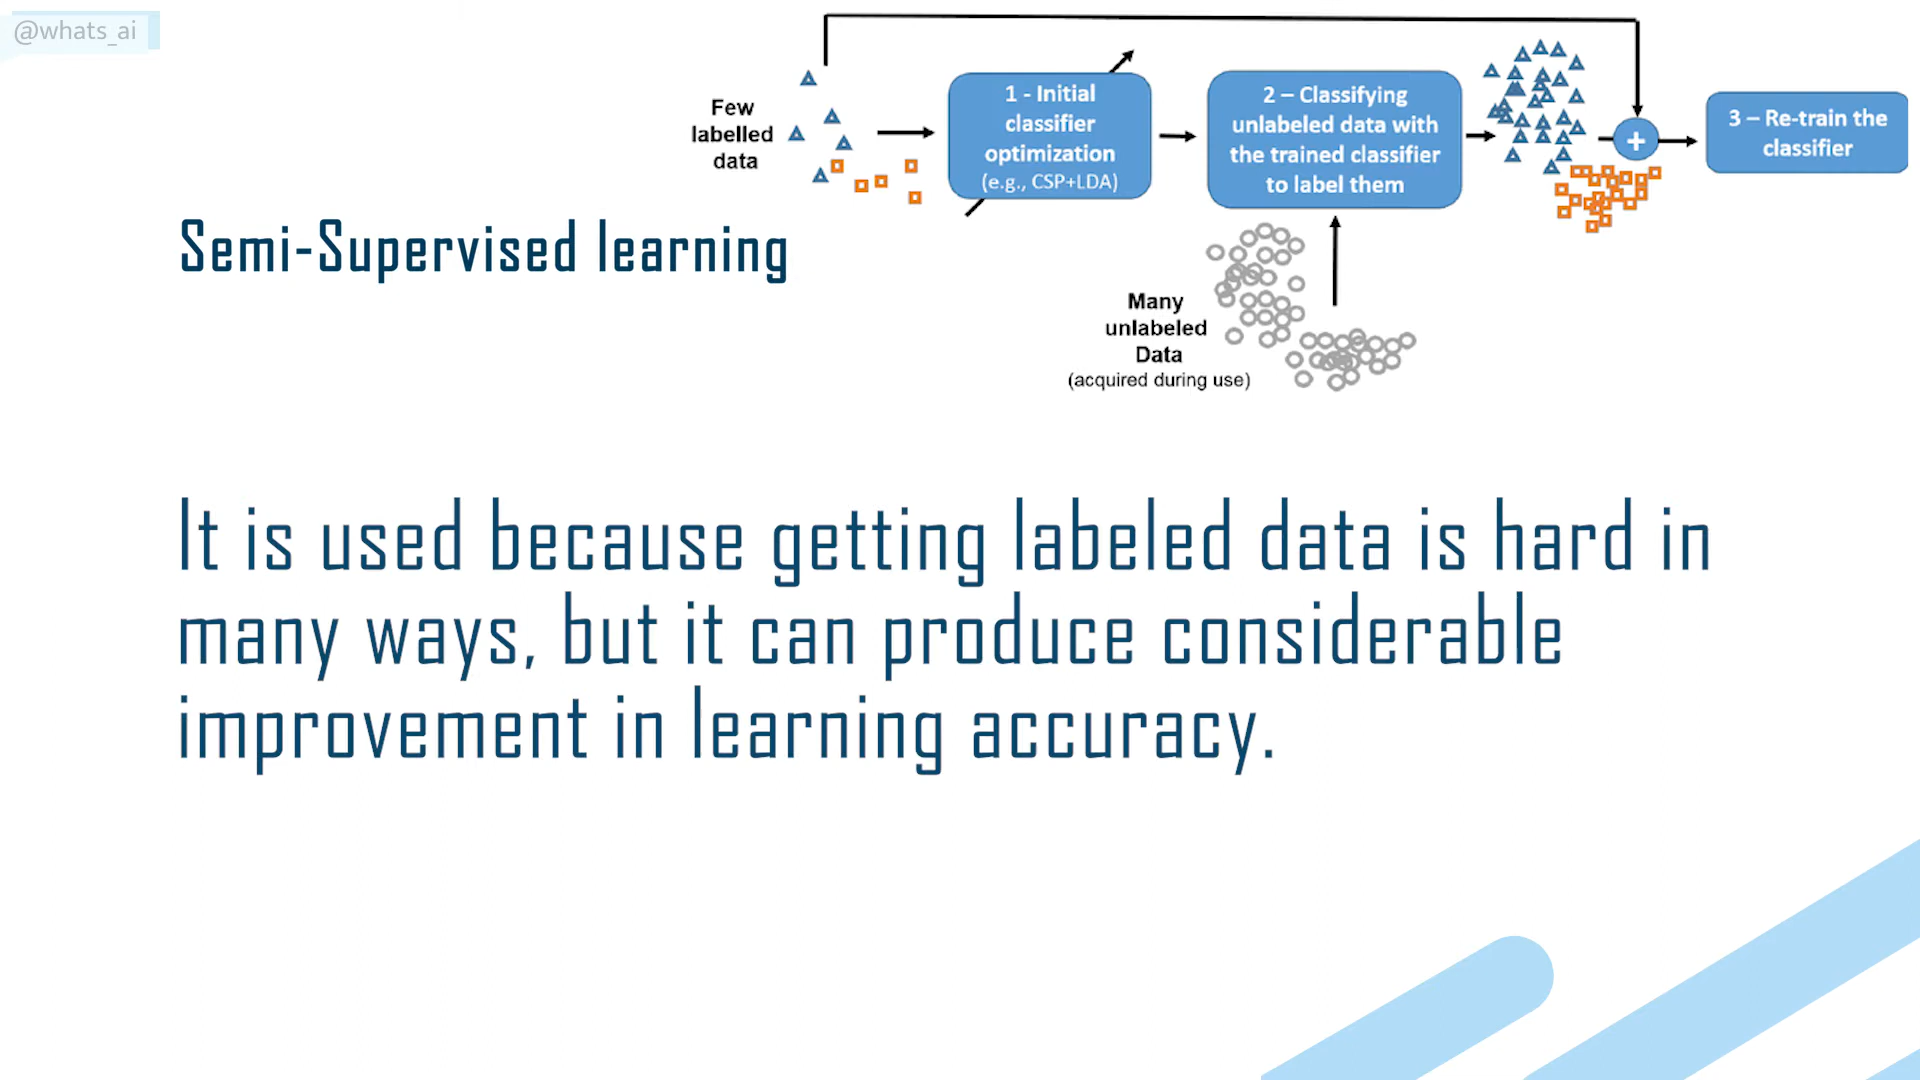 @whats_ai
Few
labelled
data
1 - Initial
classifier
optimization
(e.g., CSP+LDA)
2 – Classifying
unlabeled data with
the trained classifier
to label them
+
3 – Re-train the
classifier
Semi-Supervised learning
Many
unlabeled
Data
(acquired during use)
It is used because getting labeled data is hard in
many ways, but it can produce considerable
improvement in learning accuracy.